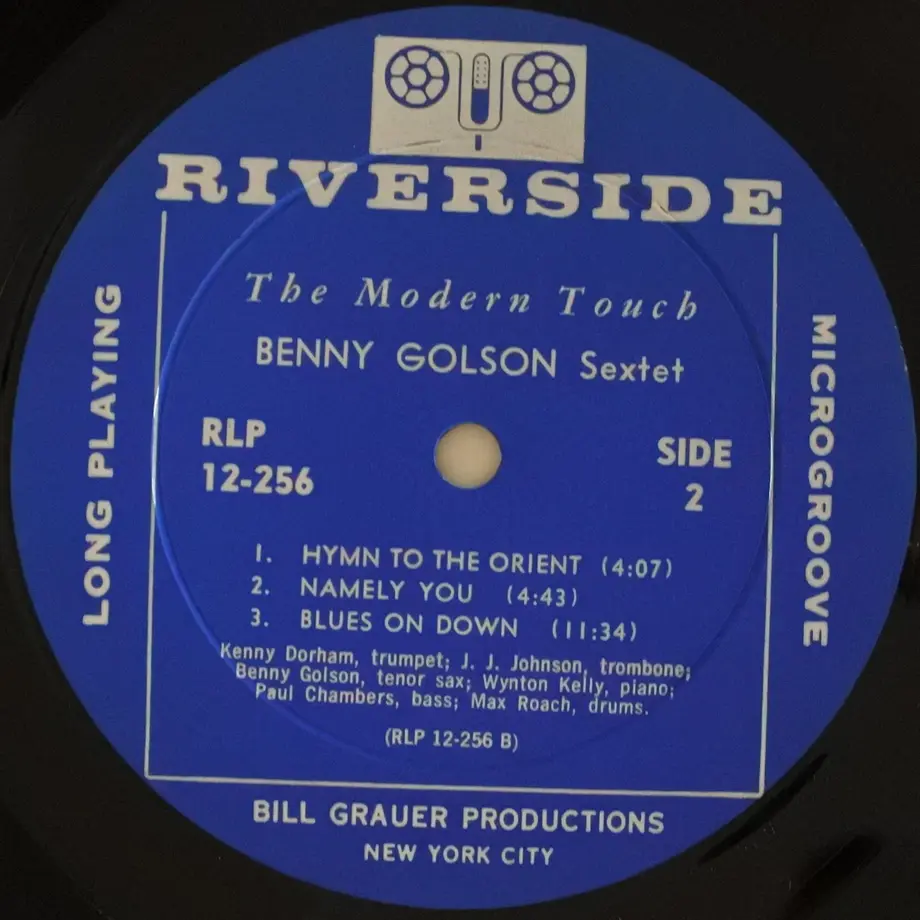 RIVERSIDE
The Modern Touch
BENNY GOLSON Sextet
LONG PLAYING
MICROGROOVE
RLP
12-256
SIDE
2
1. HYMN TO THE ORIENT (4:07)
2. NAMELY YOU (4:43)
3. BLUES ON DOWN (11:34)
Kenny Dorham, trumpet; J. J. Johnson, trombone;
Benny Golson, tenor sax; Wynton Kelly, piano;
Paul Chambers, bass; Max Roach, drums.
(RLP 12-256 B)
BILL GRAUER PRODUCTIONS
NEW YORK CITY